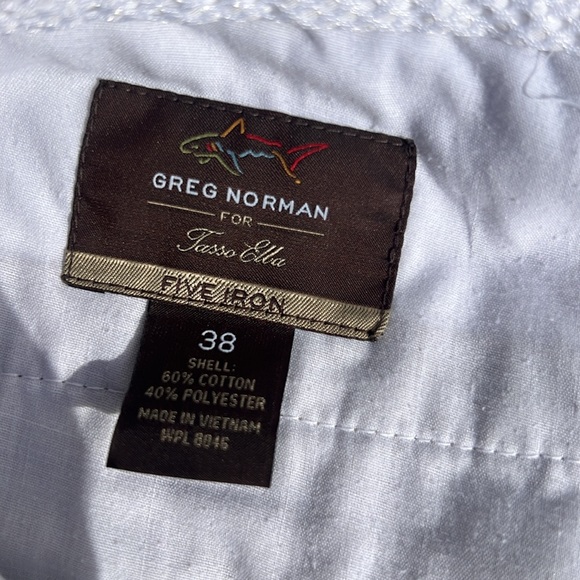 GREG NORMAN
FOR
Tasso Elba
FIVE IRON
38
SHELL:
60% COTTON
40% POLYESTER
MADE IN VIETNAM
WPL 8046